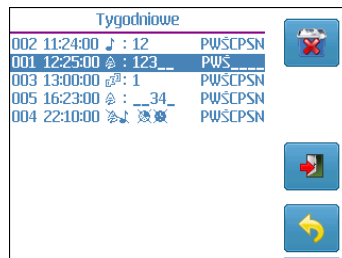 Tygodniowe
002 11:24:00 : 12 PWŚCPSN
001 12:25:00 : 123__ PWŚ____
003 13:00:00 : 1 PWŚCPSN
005 16:23:00 : __34_ PWŚCPSN
004 22:10:00 PWŚCPSN